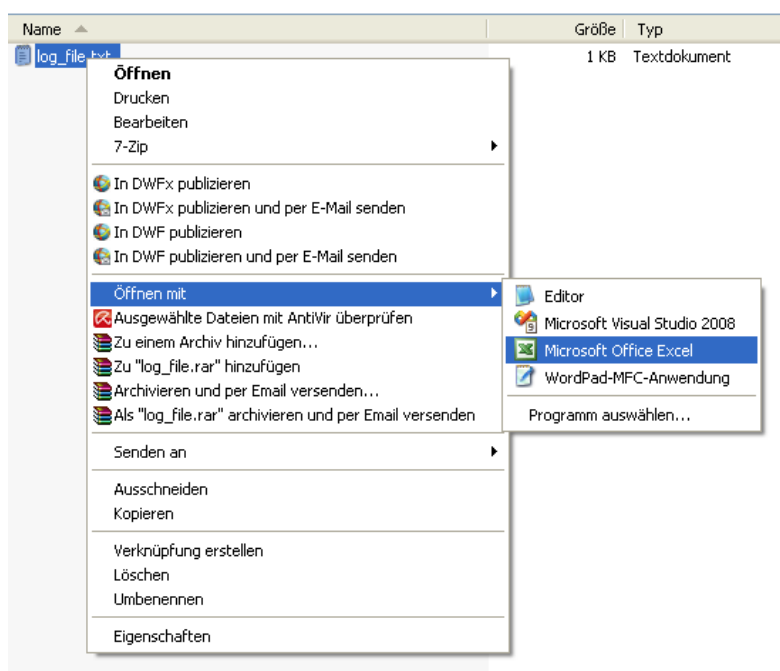 Name Größe Typ
log_file.txt 1 KB Textdokument
Öffnen
Drucken
Bearbeiten
7-Zip
In DWFx publizieren
In DWFx publizieren und per E-Mail senden
In DWF publizieren
In DWF publizieren und per E-Mail senden
Öffnen mit
Ausgewählte Dateien mit AntiVir überprüfen
Zu einem Archiv hinzufügen...
Zu "log_file.rar" hinzufügen
Archivieren und per Email versenden...
Als "log_file.rar" archivieren und per Email versenden
Senden an
Ausschneiden
Kopieren
Verknüpfung erstellen
Löschen
Umbenennen
Eigenschaften
Editor
Microsoft Visual Studio 2008
Microsoft Office Excel
WordPad-MFC-Anwendung
Programm auswählen...